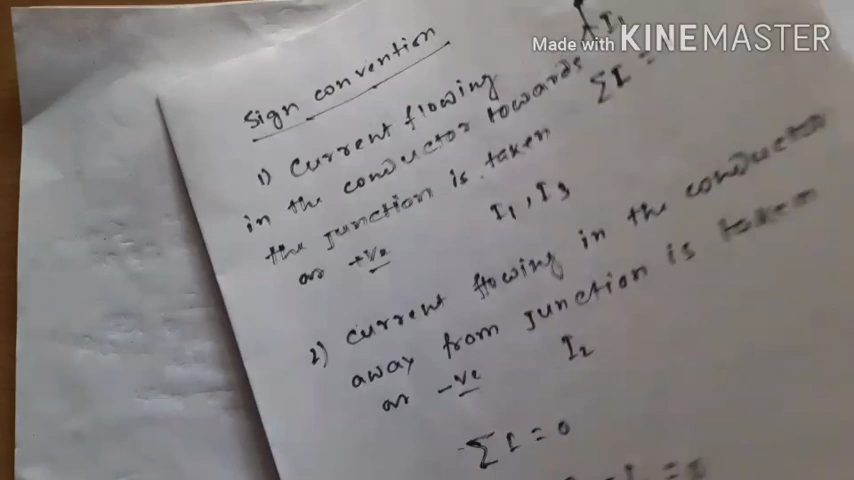 Made with KINEMASTER
I₁
Sign convention
ΣI =
1) Current flowing
in the conductor towards
the junction is taken
as +ve
I₁, I₃
2) Current flowing in the conductor
away from junction is taken
as -ve
I₂
ΣI = 0